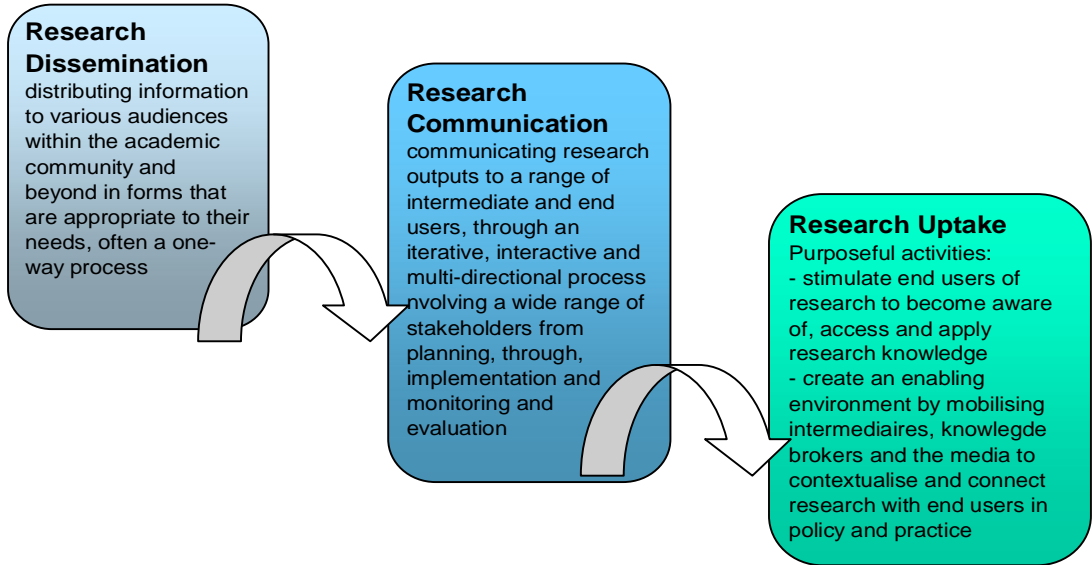 Research
Dissemination
distributing information
to various audiences
within the academic
community and
beyond in forms that
are appropriate to their
needs, often a one-
way process
Research
Communication
communicating research
outputs to a range of
intermediate and end
users, through an
iterative, interactive and
multi-directional process
nvolving a wide range of
stakeholders from
planning, through,
implementation and
monitoring and
evaluation
Research Uptake
Purposeful activities:
- stimulate end users of
research to become aware
of, access and apply
research knowledge
- create an enabling
environment by mobilising
intermediaires, knowlegde
brokers and the media to
contextualise and connect
research with end users in
policy and practice